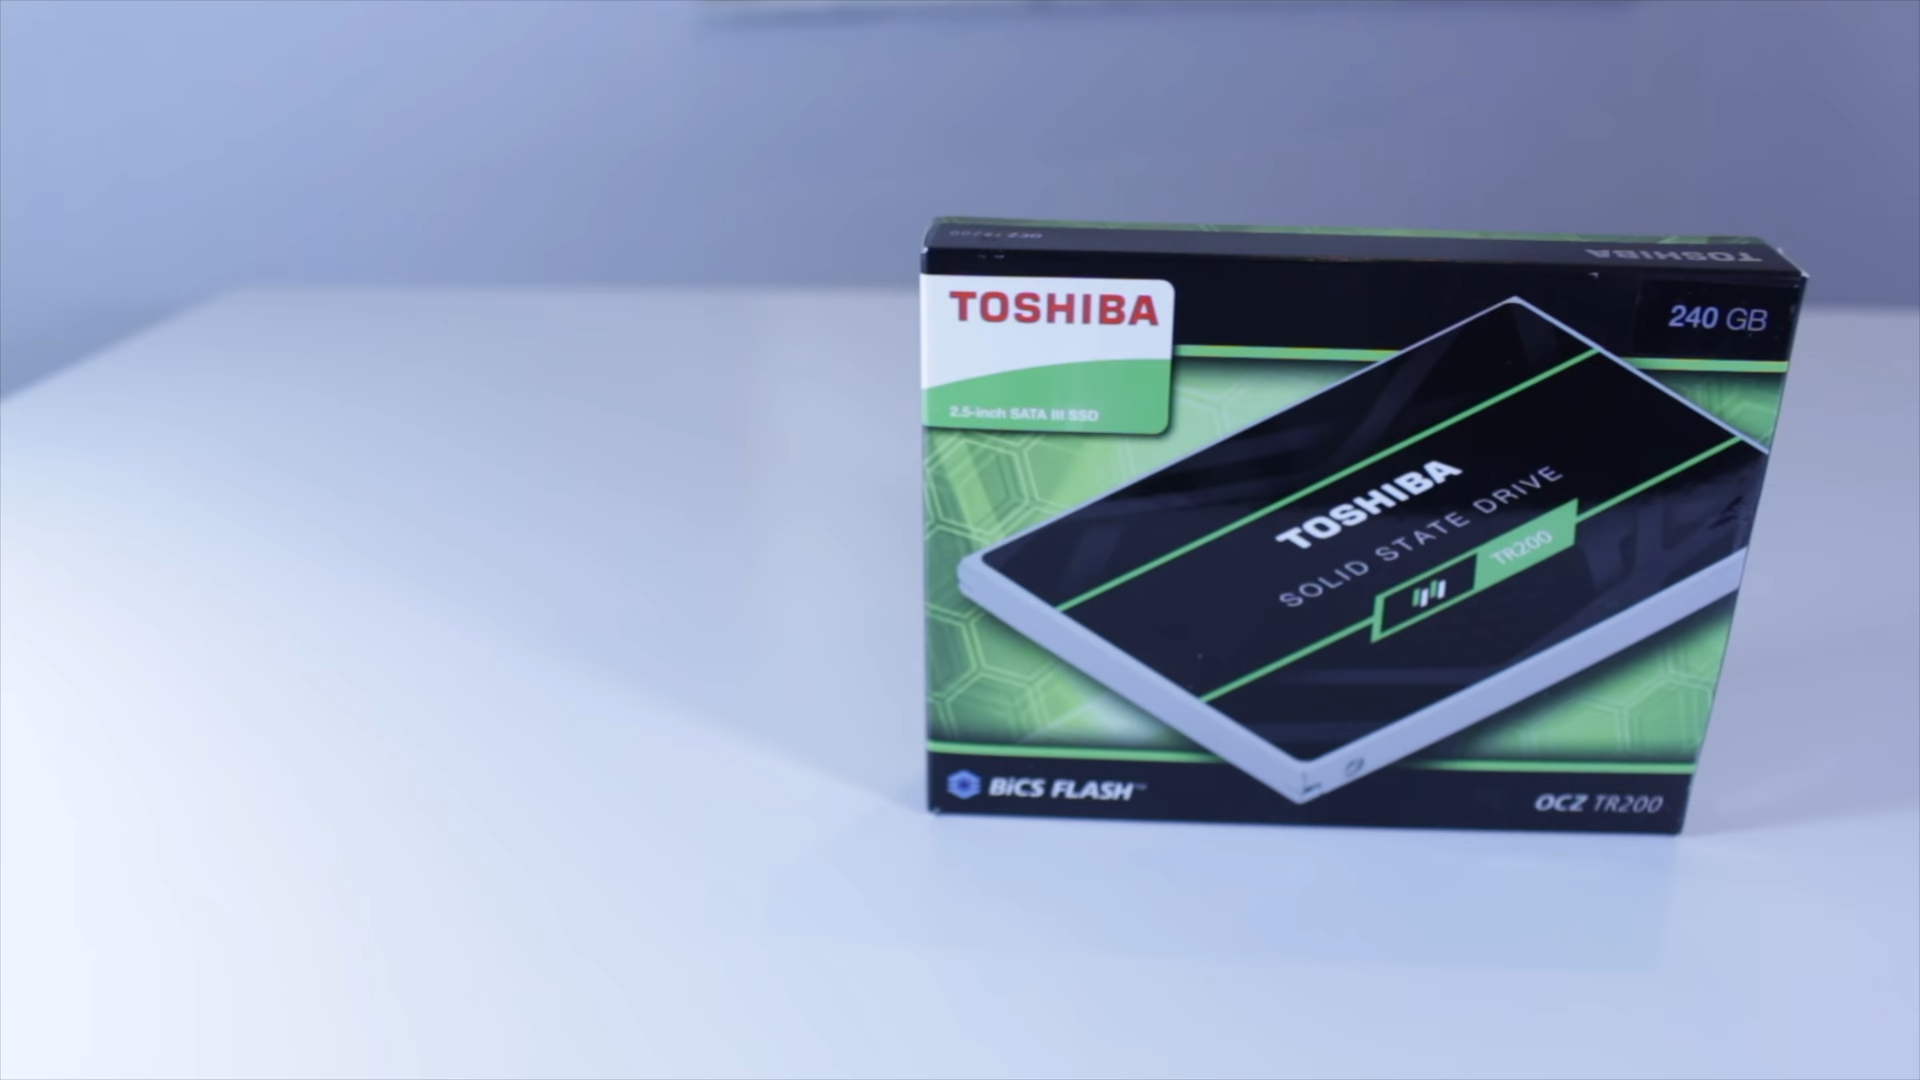 OCZ TR200
TOSHIBA
TOSHIBA
2.5-inch SATA III SSD
240 GB
TOSHIBA
SOLID STATE DRIVE
TR200
BiCS FLASH™
OCZ TR200